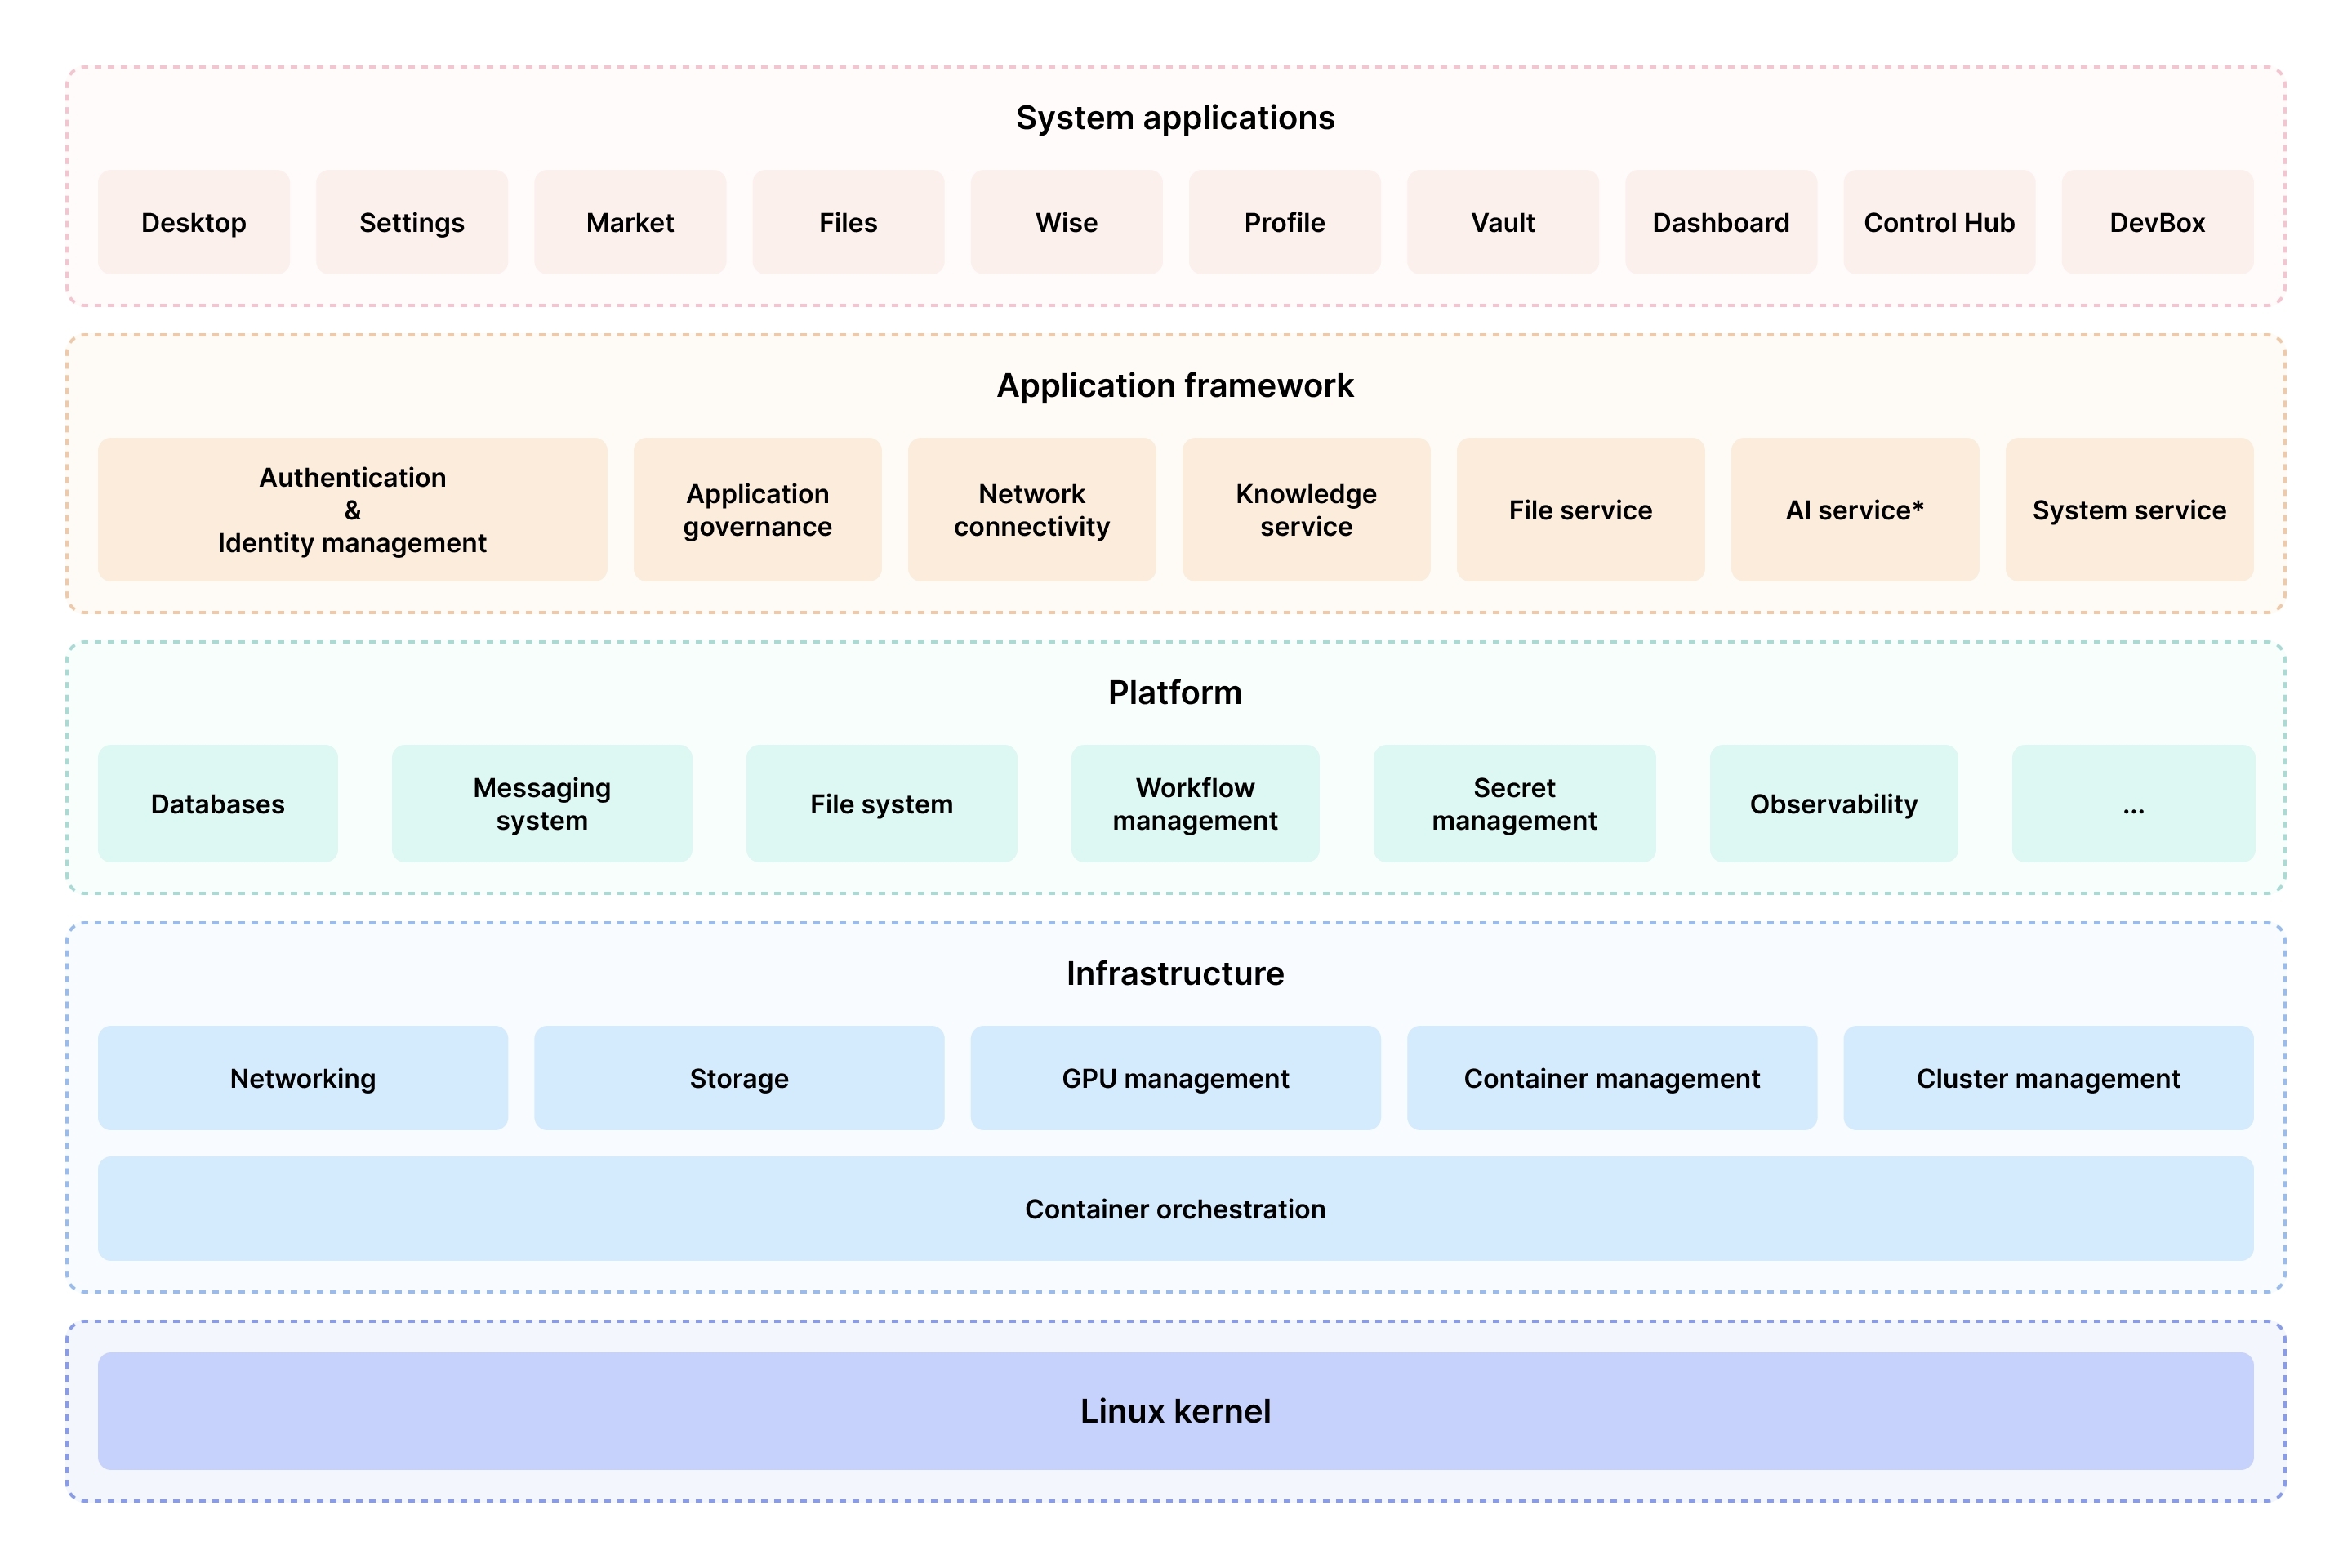 System applications
Desktop
Settings
Market
Files
Wise
Profile
Vault
Dashboard
Control Hub
DevBox
Application framework
Authentication
&
Identity management
Application
governance
Network
connectivity
Knowledge
service
File service
AI service*
System service
Platform
Databases
Messaging
system
File system
Workflow
management
Secret
management
Observability
...
Infrastructure
Networking
Storage
GPU management
Container management
Cluster management
Container orchestration
Linux kernel